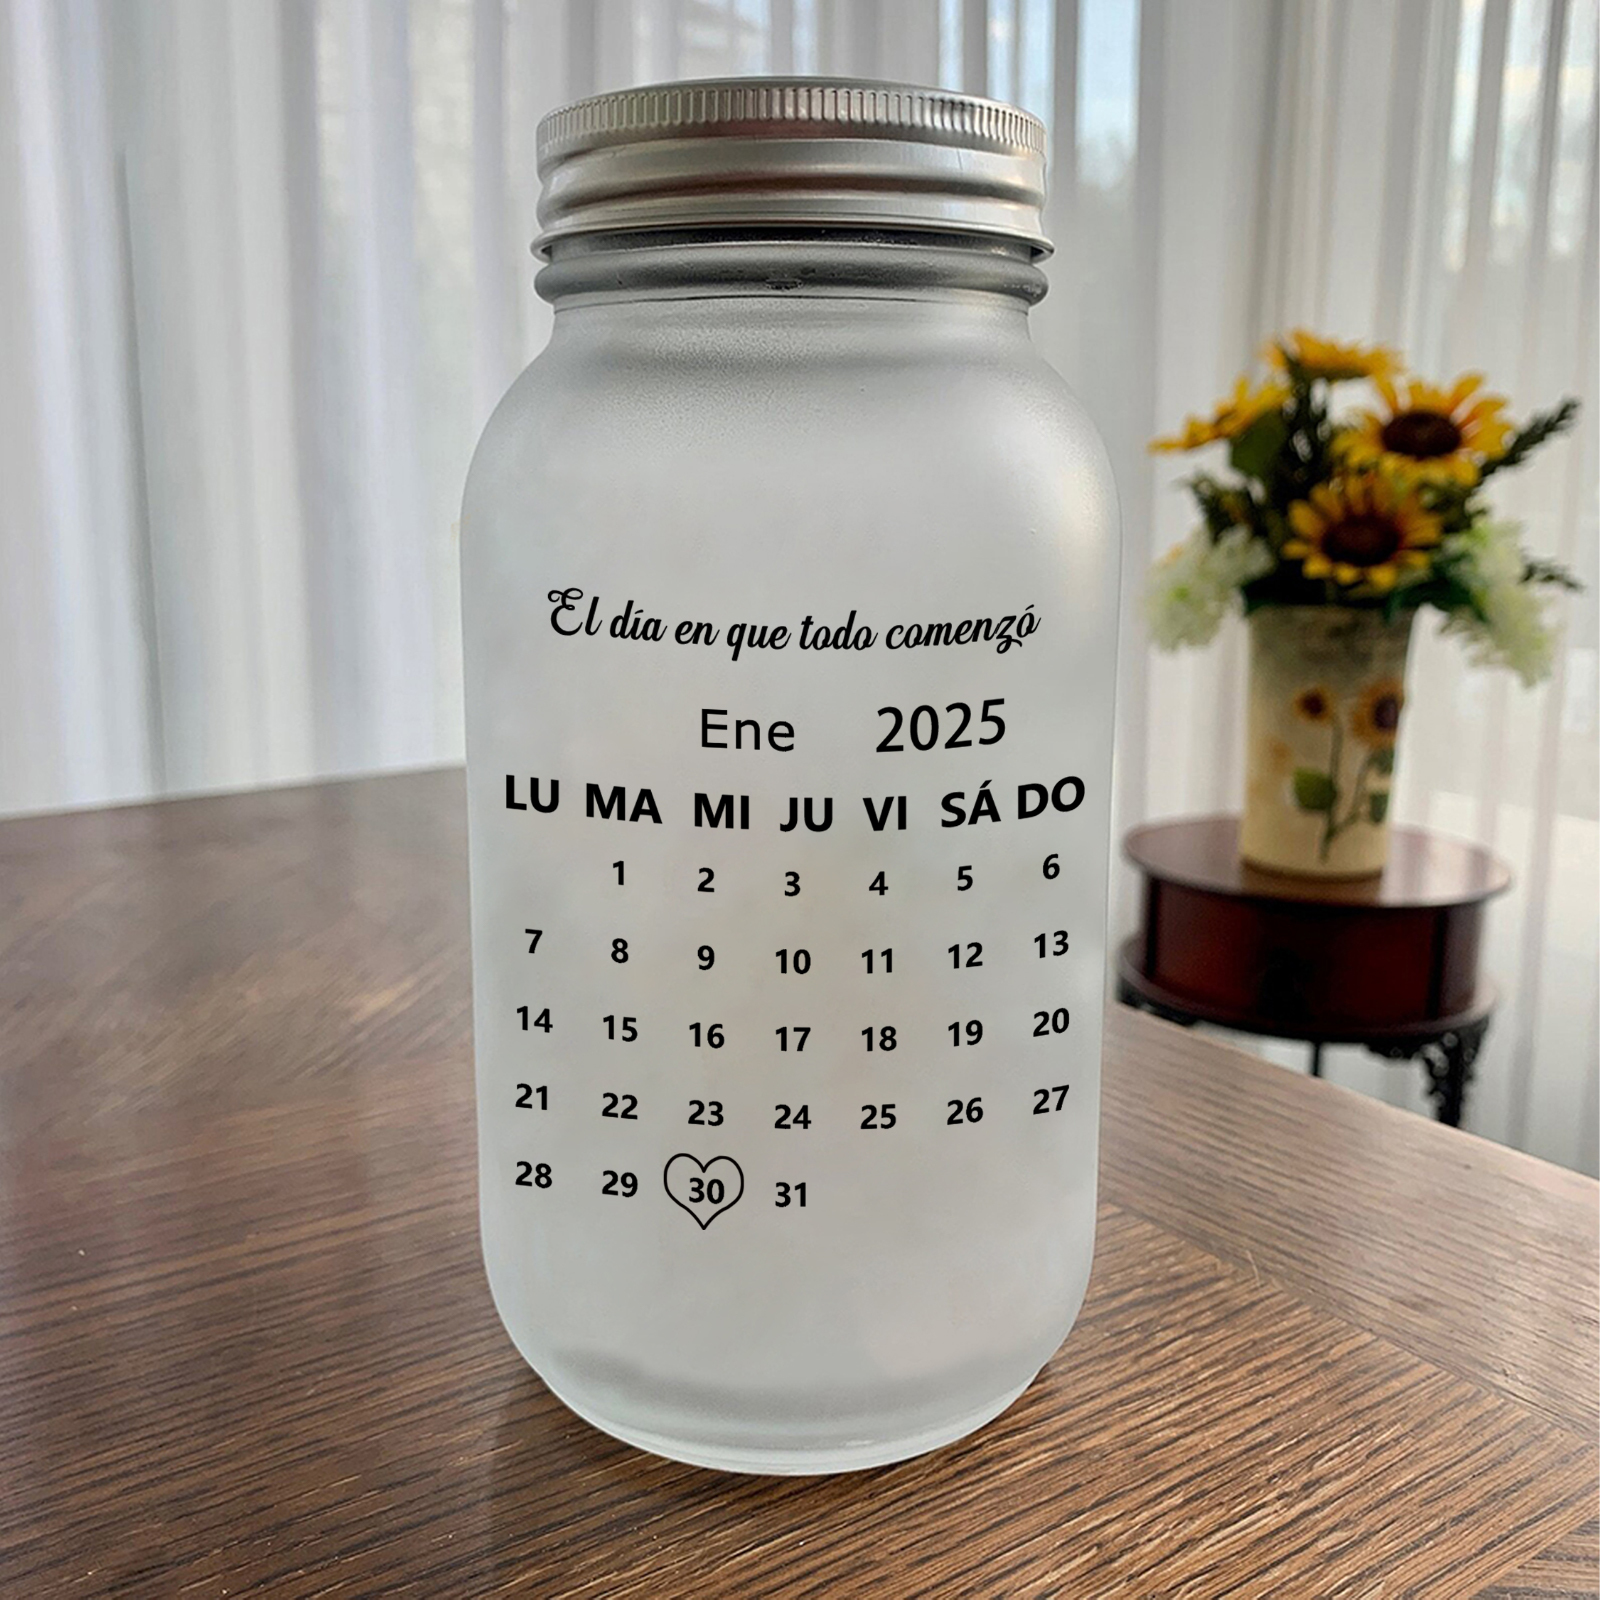 El día en que todo comenzó
Ene 2025
LU MA MI JU VI SÁ DO
1 2 3 4 5 6
7 8 9 10 11 12 13
14 15 16 17 18 19 20
21 22 23 24 25 26 27
28 29 30 31